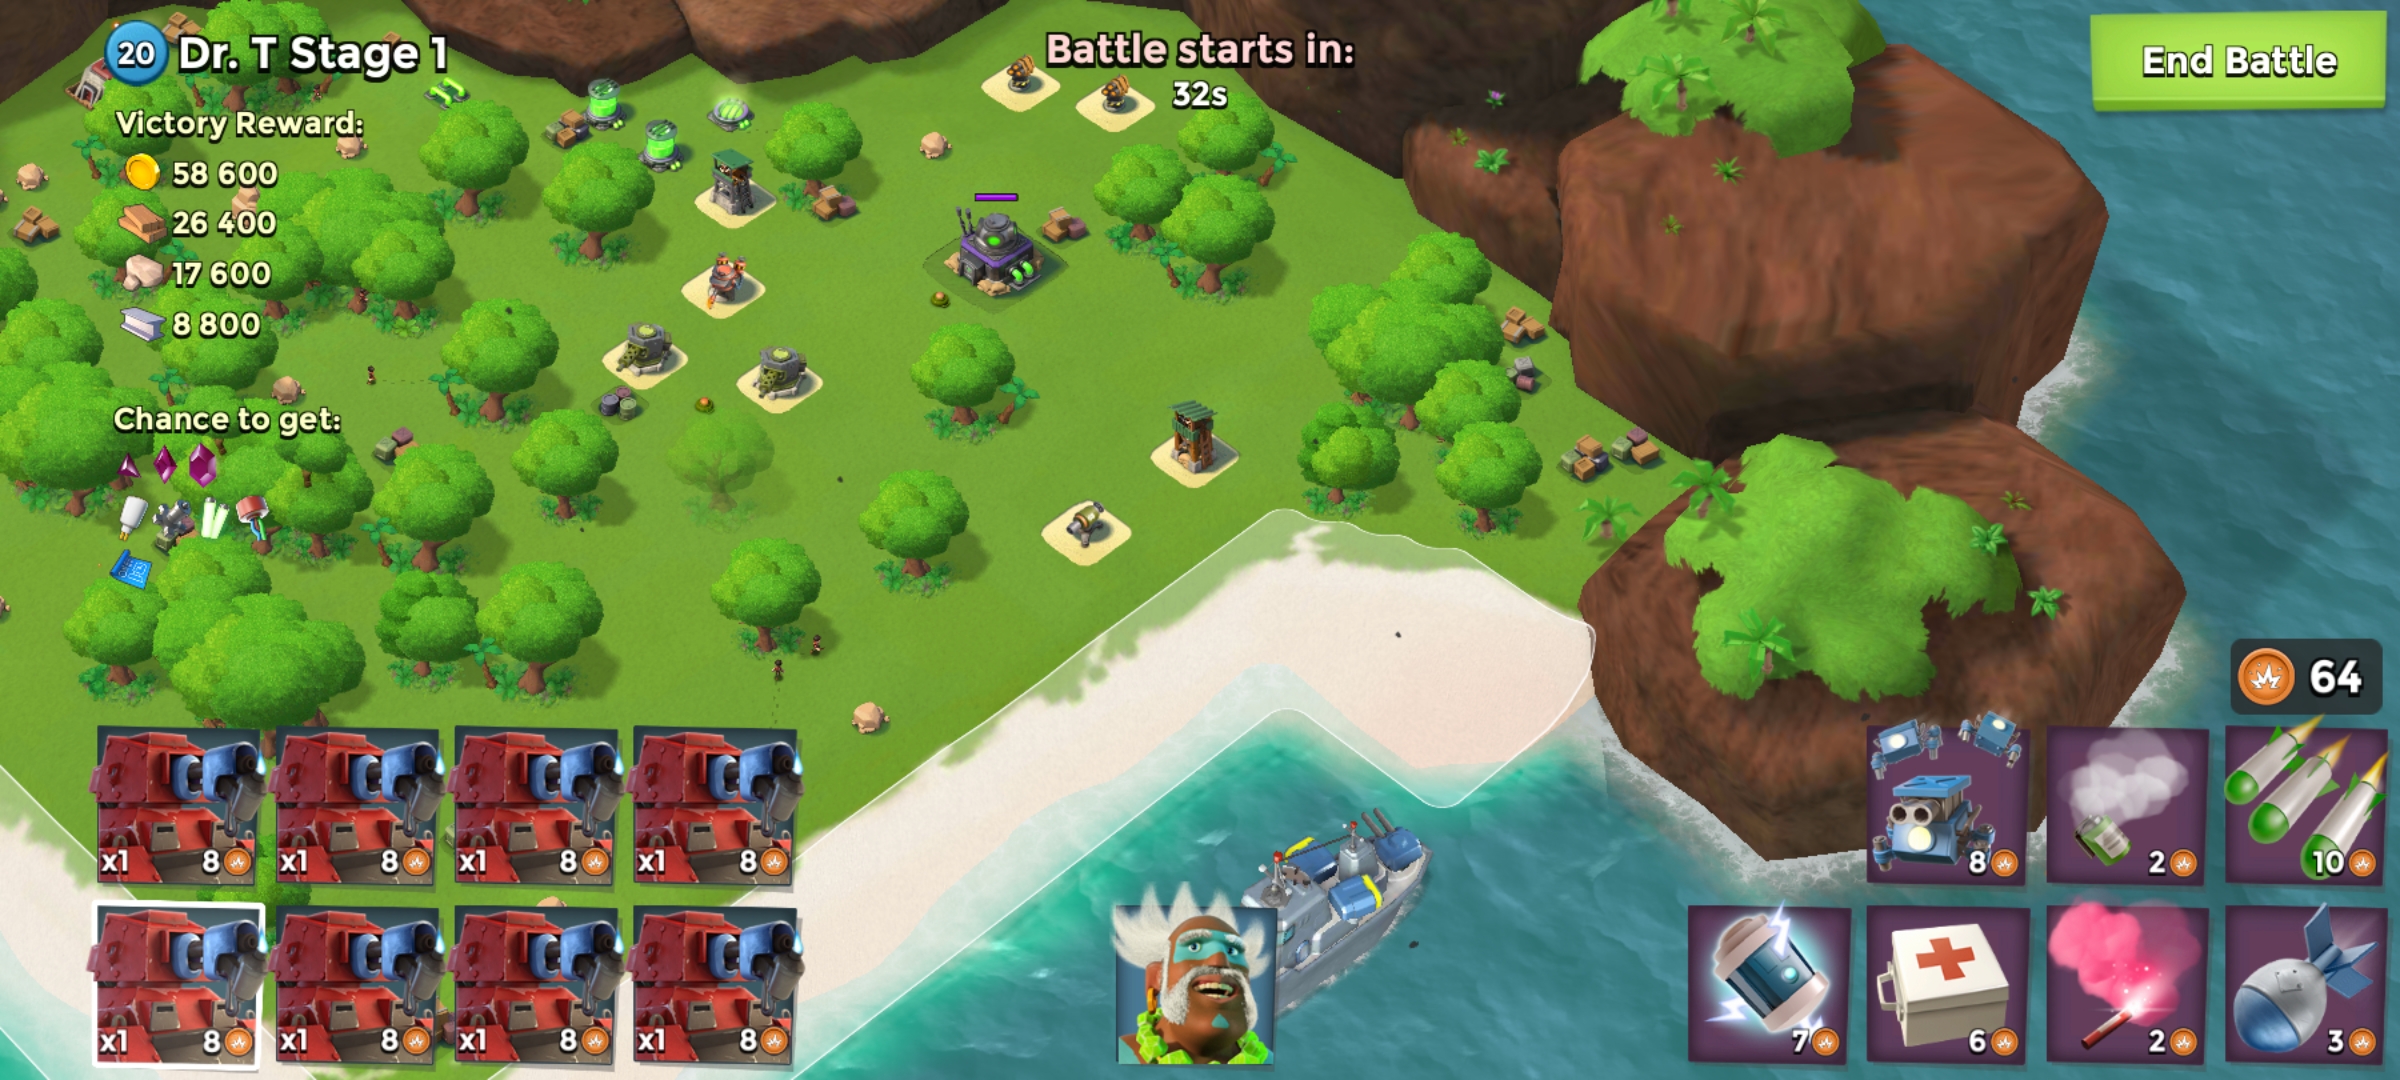 20 Dr. T Stage 1
Battle starts in:
32s
End Battle
Victory Reward:
58 600
26 400
17 600
8 800
Chance to get:
64
x1 8
x1 8
x1 8
x1 8
8
2
10
x1 8
x1 8
x1 8
x1 8
7
6
2
3